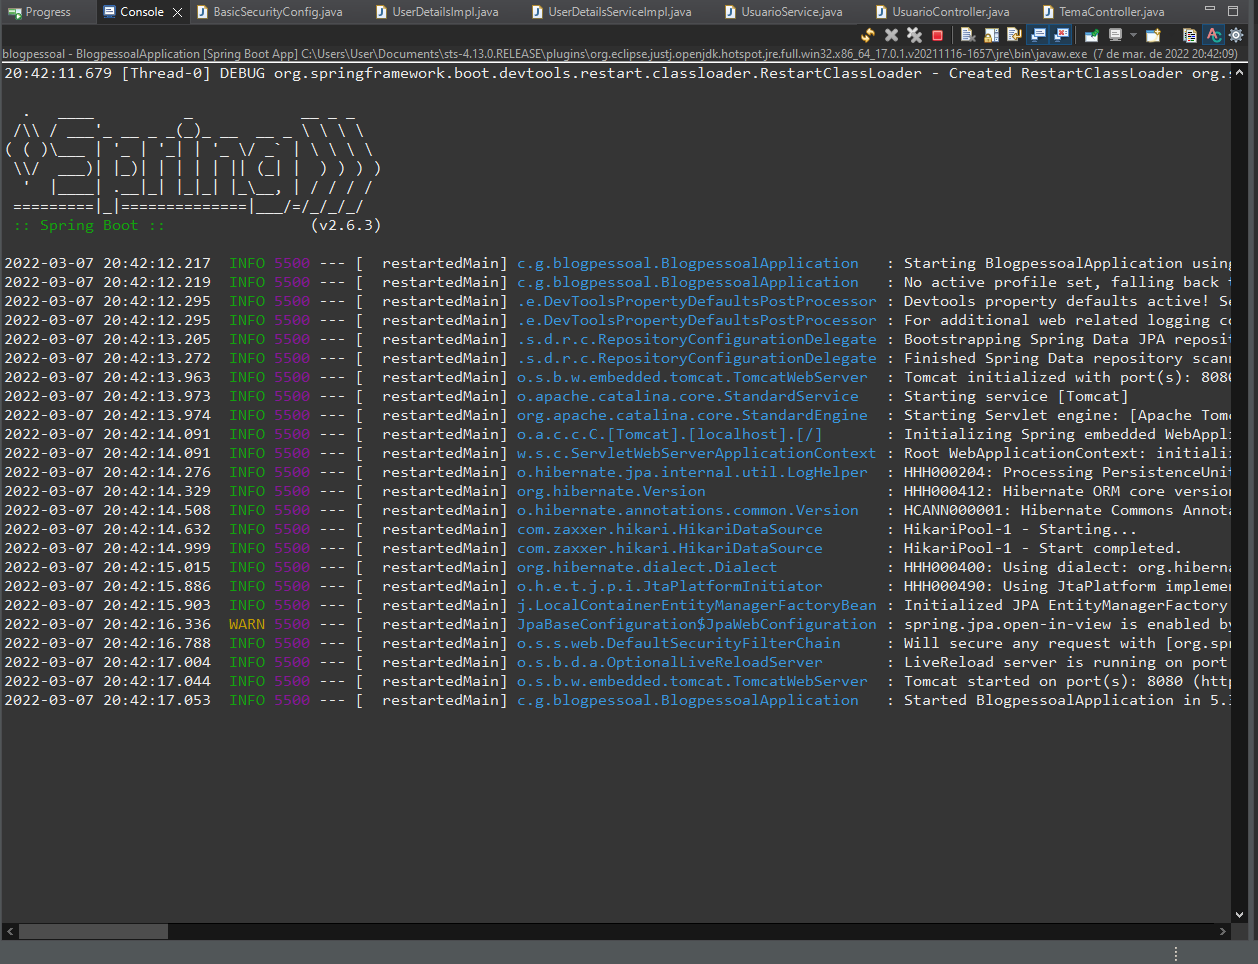 Progress Console BasicSecurityConfig.java UserDetailsImpl.java UserDetailsServiceImpl.java UsuarioService.java UsuarioController.java TemaController.java
blogpessoal - BlogpessoalApplication [Spring Boot App] C:\Users\User\Documents\sts-4.13.0.RELEASE\plugins\org.eclipse.justj.openjdk.hotspot.jre.full.win32.x86_64_17.0.1.v20211116-1657\jre\bin\javaw.exe (7 de mar. de 2022 20:42:09)
20:42:11.679 [Thread-0] DEBUG org.springframework.boot.devtools.restart.classloader.RestartClassLoader - Created RestartClassLoader org.
  .   ____          _            __ _ _
 /\\ / ___'_ __ _ _(_)_ __  __ _ \ \ \ \
( ( )\___ | '_ | '_| | '_ \/ _` | \ \ \ \
 \\/  ___)| |_)| | | | | || (_| |  ) ) ) )
  '  |____| .__|_| |_|_| |_\__, | / / / /
 =========|_|==============|___/=/_/_/_/
 :: Spring Boot ::                (v2.6.3)
2022-03-07 20:42:12.217  INFO 5500 --- [  restartedMain] c.g.blogpessoal.BlogpessoalApplication   : Starting BlogpessoalApplication using
2022-03-07 20:42:12.219  INFO 5500 --- [  restartedMain] c.g.blogpessoal.BlogpessoalApplication   : No active profile set, falling back
2022-03-07 20:42:12.295  INFO 5500 --- [  restartedMain] .e.DevToolsPropertyDefaultsPostProcessor : Devtools property defaults active! Se
2022-03-07 20:42:12.295  INFO 5500 --- [  restartedMain] .e.DevToolsPropertyDefaultsPostProcessor : For additional web related logging co
2022-03-07 20:42:13.205  INFO 5500 --- [  restartedMain] .s.d.r.c.RepositoryConfigurationDelegate : Bootstrapping Spring Data JPA reposit
2022-03-07 20:42:13.272  INFO 5500 --- [  restartedMain] .s.d.r.c.RepositoryConfigurationDelegate : Finished Spring Data repository scann
2022-03-07 20:42:13.963  INFO 5500 --- [  restartedMain] o.s.b.w.embedded.tomcat.TomcatWebServer  : Tomcat initialized with port(s): 8080
2022-03-07 20:42:13.973  INFO 5500 --- [  restartedMain] o.apache.catalina.core.StandardService   : Starting service [Tomcat]
2022-03-07 20:42:13.974  INFO 5500 --- [  restartedMain] org.apache.catalina.core.StandardEngine  : Starting Servlet engine: [Apache Tomc
2022-03-07 20:42:14.091  INFO 5500 --- [  restartedMain] o.a.c.c.C.[Tomcat].[localhost].[/]       : Initializing Spring embedded WebAppli
2022-03-07 20:42:14.091  INFO 5500 --- [  restartedMain] w.s.c.ServletWebServerApplicationContext : Root WebApplicationContext: initializ
2022-03-07 20:42:14.276  INFO 5500 --- [  restartedMain] o.hibernate.jpa.internal.util.LogHelper  : HHH000204: Processing PersistenceUnit
2022-03-07 20:42:14.329  INFO 5500 --- [  restartedMain] org.hibernate.Version                    : HHH000412: Hibernate ORM core version
2022-03-07 20:42:14.508  INFO 5500 --- [  restartedMain] o.hibernate.annotations.common.Version   : HCANN000001: Hibernate Commons Annota
2022-03-07 20:42:14.632  INFO 5500 --- [  restartedMain] com.zaxxer.hikari.HikariDataSource       : HikariPool-1 - Starting...
2022-03-07 20:42:14.999  INFO 5500 --- [  restartedMain] com.zaxxer.hikari.HikariDataSource       : HikariPool-1 - Start completed.
2022-03-07 20:42:15.015  INFO 5500 --- [  restartedMain] org.hibernate.dialect.Dialect            : HHH000400: Using dialect: org.hiberna
2022-03-07 20:42:15.886  INFO 5500 --- [  restartedMain] o.h.e.t.j.p.i.JtaPlatformInitiator       : HHH000490: Using JtaPlatform implemen
2022-03-07 20:42:15.903  INFO 5500 --- [  restartedMain] j.LocalContainerEntityManagerFactoryBean : Initialized JPA EntityManagerFactory
2022-03-07 20:42:16.336  WARN 5500 --- [  restartedMain] JpaBaseConfiguration$JpaWebConfiguration : spring.jpa.open-in-view is enabled by
2022-03-07 20:42:16.788  INFO 5500 --- [  restartedMain] o.s.s.web.DefaultSecurityFilterChain     : Will secure any request with [org.spr
2022-03-07 20:42:17.004  INFO 5500 --- [  restartedMain] o.s.b.d.a.OptionalLiveReloadServer       : LiveReload server is running on port
2022-03-07 20:42:17.044  INFO 5500 --- [  restartedMain] o.s.b.w.embedded.tomcat.TomcatWebServer  : Tomcat started on port(s): 8080 (http
2022-03-07 20:42:17.053  INFO 5500 --- [  restartedMain] c.g.blogpessoal.BlogpessoalApplication   : Started BlogpessoalApplication in 5.